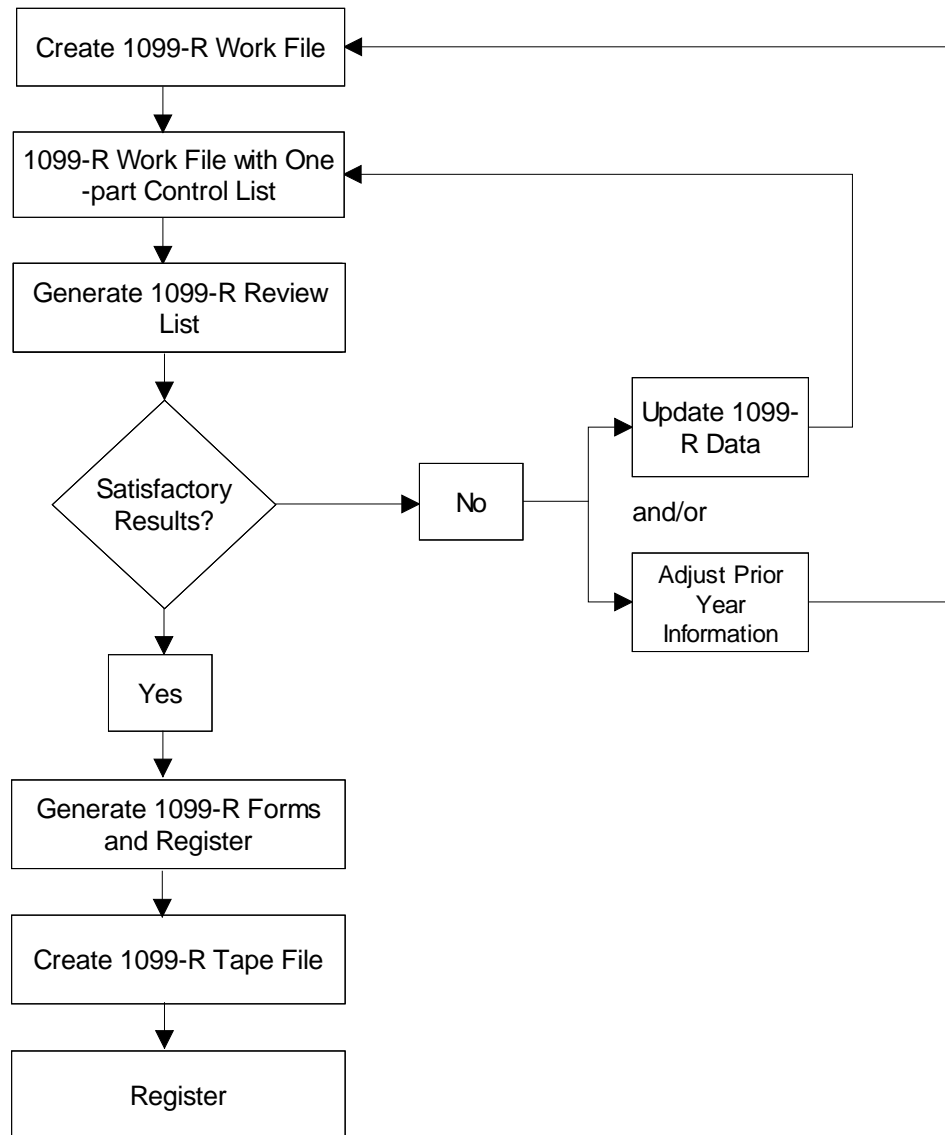 Create 1099-R Work File
1099-R Work File with One
-part Control List
Generate 1099-R Review
List
Satisfactory
Results?
No
Update 1099-
R Data
and/or
Adjust Prior
Year
Information
Yes
Generate 1099-R Forms
and Register
Create 1099-R Tape File
Register